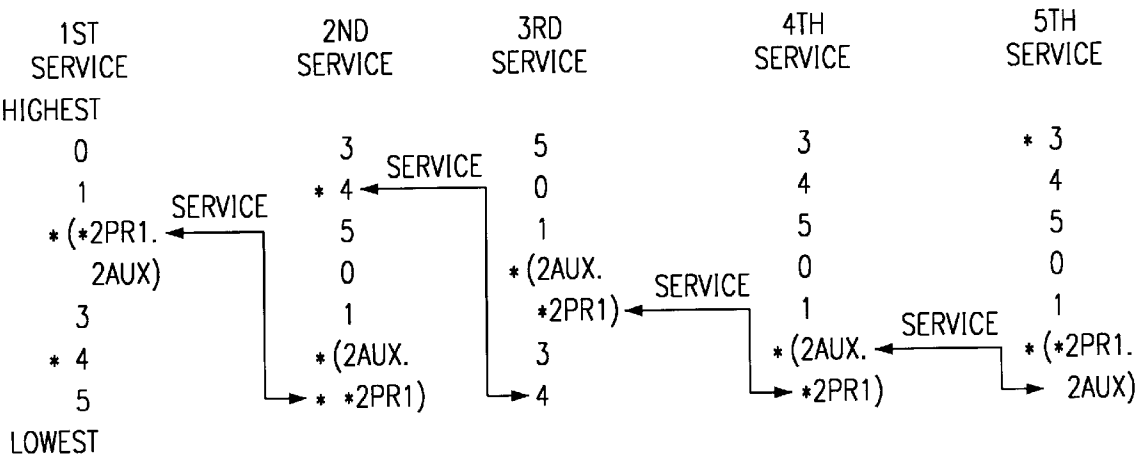 1ST 2ND 3RD 4TH 5TH
SERVICE SERVICE SERVICE SERVICE SERVICE
HIGHEST
0 3 5 3 * 3
1 * 4 SERVICE 0 4 4
* (*2PR1. SERVICE 5 1 5 5
2AUX) 0 * (2AUX. 0 0
3 1 *2PR1) SERVICE 1 1
* 4 * (2AUX. 3 * (2AUX. SERVICE * (*2PR1.
5 * *2PR1) 4 *2PR1) 2AUX)
LOWEST